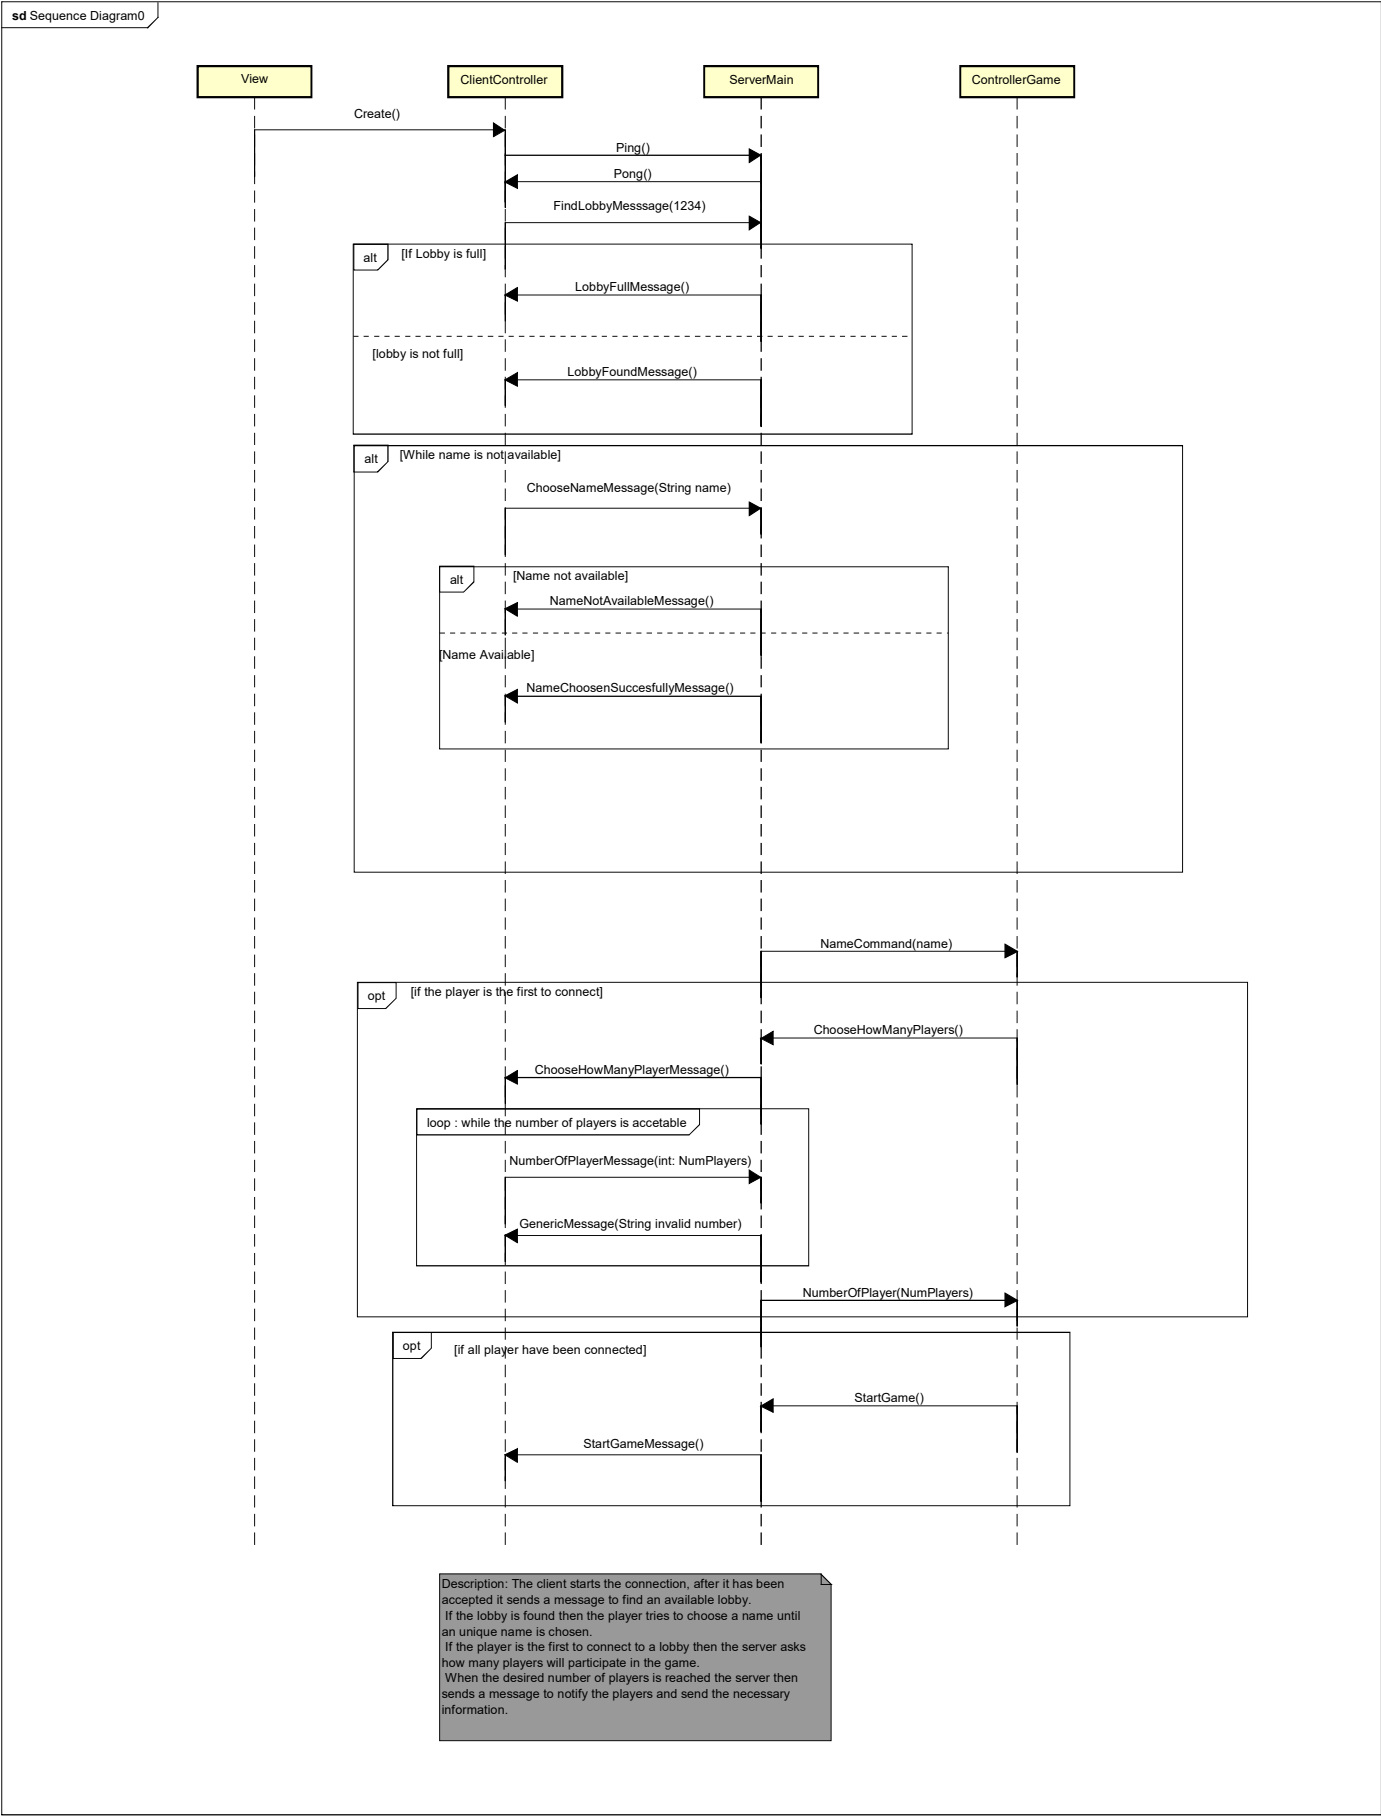 sd Sequence Diagram0
View
ClientController
ServerMain
ControllerGame
Create()
Ping()
Pong()
FindLobbyMesssage(1234)
alt
[If Lobby is full]
LobbyFullMessage()
[lobby is not full]
LobbyFoundMessage()
alt
[While name is not available]
ChooseNameMessage(String name)
alt
[Name not available]
NameNotAvailableMessage()
[Name Available]
NameChoosenSuccesfullyMessage()
NameCommand(name)
opt
[if the player is the first to connect]
ChooseHowManyPlayers()
ChooseHowManyPlayerMessage()
loop : while the number of players is accetable
NumberOfPlayerMessage(int: NumPlayers)
GenericMessage(String invalid number)
NumberOfPlayer(NumPlayers)
opt
[if all player have been connected]
StartGame()
StartGameMessage()
Description: The client starts the connection, after it has been
accepted it sends a message to find an available lobby.
If the lobby is found then the player tries to choose a name until
an unique name is chosen.
If the player is the first to connect to a lobby then the server asks
how many players will participate in the game.
When the desired number of players is reached the server then
sends a message to notify the players and send the necessary
information.